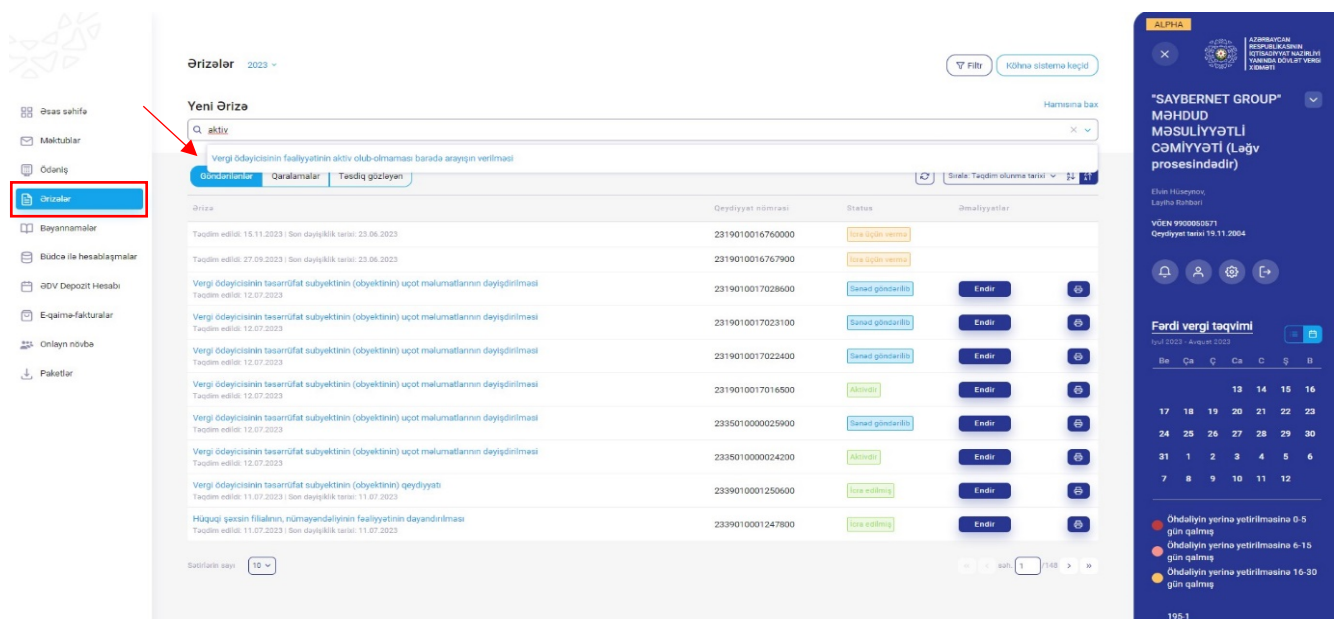 ALPHA
AZƏRBAYCAN
RESPUBLİKASININ
İQTİSADİYYAT NAZİRLİYİ
YANINDA DÖVLƏT VERGİ
XİDMƏTİ
Ərizələr 2023
Filtr
Köhnə sistemə keçid
Yeni Ərizə
Hamısına bax
aktiv
Vergi ödəyicisinin fəaliyyətinin aktiv olub-olmaması barədə arayışın verilməsi
Göndərilənlər Qaralamalar Təsdiq gözləyən
Sırala: Təqdim olunma tarixi
Əsas səhifə
Məktublar
Ödəniş
Ərizələr
Bəyannamələr
Büdcə ilə hesablaşmalar
ƏDV Depozit Hesabı
E-qaimə-fakturalar
Onlayn növbə
Paketlər
Ərizə Qeydiyyat nömrəsi Status Əməliyyatlar
Təqdim edildi: 15.11.2023 | Son dəyişiklik tarixi: 23.06.2023 2319010016760000 İcra üçün vermə
Təqdim edildi: 27.09.2023 | Son dəyişiklik tarixi: 23.06.2023 2319010016767900 İcra üçün vermə
Vergi ödəyicisinin təsərrüfat subyektinin (obyektinin) uçot məlumatlarının dəyişdirilməsi 2319010017028600 Sənəd göndərilib Endir
Təqdim edildi: 12.07.2023
Vergi ödəyicisinin təsərrüfat subyektinin (obyektinin) uçot məlumatlarının dəyişdirilməsi 2319010017023100 Sənəd göndərilib Endir
Təqdim edildi: 12.07.2023
Vergi ödəyicisinin təsərrüfat subyektinin (obyektinin) uçot məlumatlarının dəyişdirilməsi 2319010017022400 Sənəd göndərilib Endir
Təqdim edildi: 12.07.2023
Vergi ödəyicisinin təsərrüfat subyektinin (obyektinin) uçot məlumatlarının dəyişdirilməsi 2319010017016500 Aktivdir Endir
Təqdim edildi: 12.07.2023
Vergi ödəyicisinin təsərrüfat subyektinin (obyektinin) uçot məlumatlarının dəyişdirilməsi 2335010000025900 Sənəd göndərilib Endir
Təqdim edildi: 12.07.2023
Vergi ödəyicisinin təsərrüfat subyektinin (obyektinin) uçot məlumatlarının dəyişdirilməsi 2335010000024200 Aktivdir Endir
Təqdim edildi: 12.07.2023
Vergi ödəyicisinin təsərrüfat subyektinin (obyektinin) qeydiyyatı 2339010001250600 İcra edilmiş Endir
Təqdim edildi: 11.07.2023 | Son dəyişiklik tarixi: 11.07.2023
Hüquqi şəxsin filialının, nümayəndəliyinin fəaliyyətinin dayandırılması 2339010001247800 İcra edilmiş Endir
Təqdim edildi: 11.07.2023 | Son dəyişiklik tarixi: 11.07.2023
Sətirlərin sayı 10
səh. 1 /148
"SAYBERNET GROUP"
MƏHDUD
MƏSULİYYƏTLİ
CƏMİYYƏTİ (Ləğv
prosesindədir)
Elvin Hüseynov,
Layihə Rəhbəri
VÖEN 9900050571
Qeydiyyat tarixi 19.11.2004
Fərdi vergi təqvimi
İyul 2023 - Avqust 2023
Be Ça Ç Ca C Ş B
13 14 15 16
17 18 19 20 21 22 23
24 25 26 27 28 29 30
31 1 2 3 4 5 6
7 8 9 10 11 12
Öhdəliyin yerinə yetirilməsinə 0-5
gün qalmış
Öhdəliyin yerinə yetirilməsinə 6-15
gün qalmış
Öhdəliyin yerinə yetirilməsinə 16-30
gün qalmış
195-1